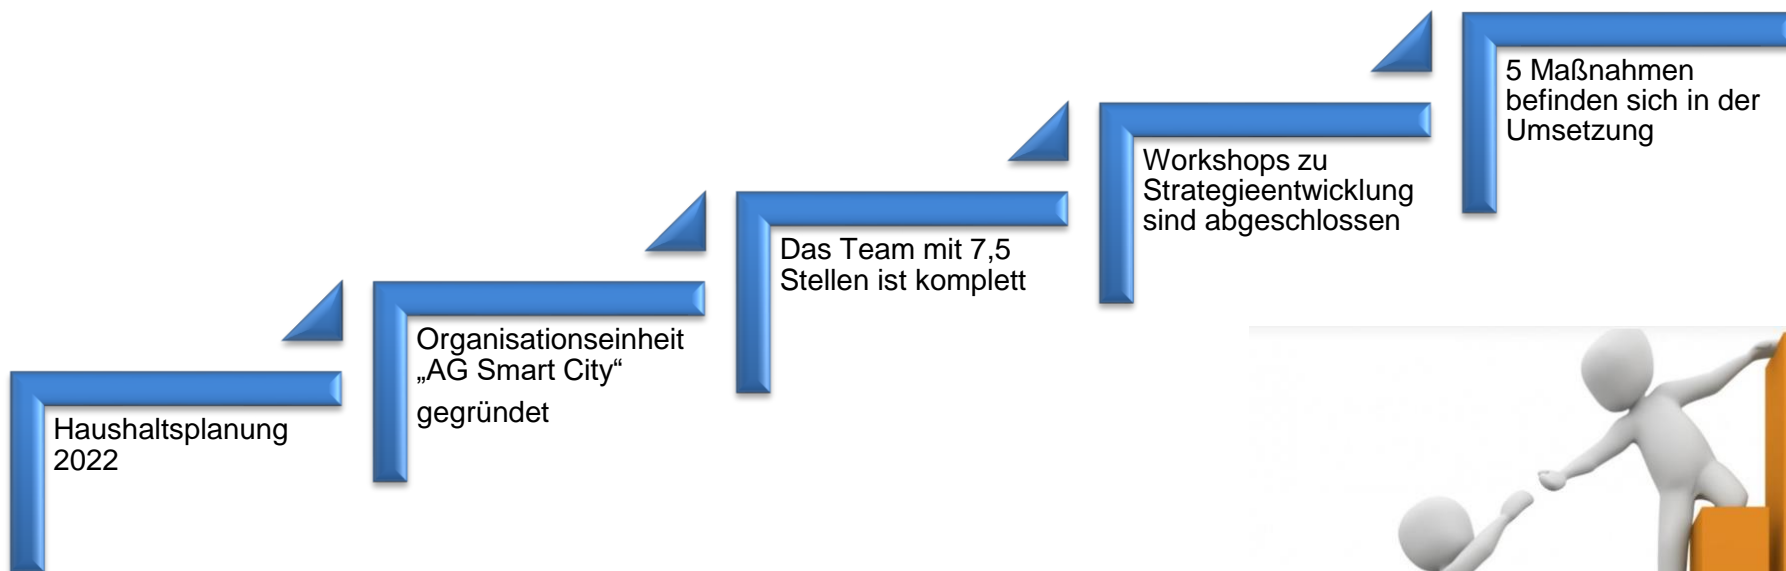 Haushaltsplanung
2022
Organisationseinheit
„AG Smart City“
gegründet
Das Team mit 7,5
Stellen ist komplett
Workshops zu
Strategieentwicklung
sind abgeschlossen
5 Maßnahmen
befinden sich in der
Umsetzung